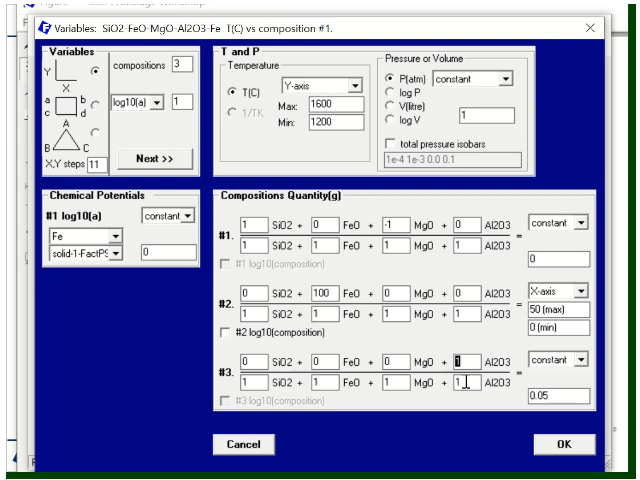 Variables: SiO2-FeO-MgO-Al2O3-Fe T(C) vs composition #1.
Variables
Y
X
compositions 3
a b
c d
log10(a) 1
A
B C
X,Y steps 11
Next >>
T and P
Temperature
T(C) Y-axis
1/TK
Max: 1600
Min: 1200
Pressure or Volume
P(atm) constant
log P
V(litre)
log V
1
total pressure isobars
1e-4 1e-3 0.0 0.1
Chemical Potentials
#1 log10(a) constant
Fe
solid-1-FactPS 0
Compositions Quantity(g)
#1.
1 SiO2 + 0 FeO + -1 MgO + 0 Al2O3
1 SiO2 + 1 FeO + 1 MgO + 1 Al2O3
=
constant
0
#1 log10(composition)
#2.
0 SiO2 + 100 FeO + 0 MgO + 0 Al2O3
1 SiO2 + 1 FeO + 1 MgO + 1 Al2O3
=
X-axis
50 (max)
0 (min)
#2 log10(composition)
#3.
0 SiO2 + 0 FeO + 0 MgO + 1 Al2O3
1 SiO2 + 1 FeO + 1 MgO + 1 Al2O3
=
constant
0.05
#3 log10(composition)
Cancel
OK